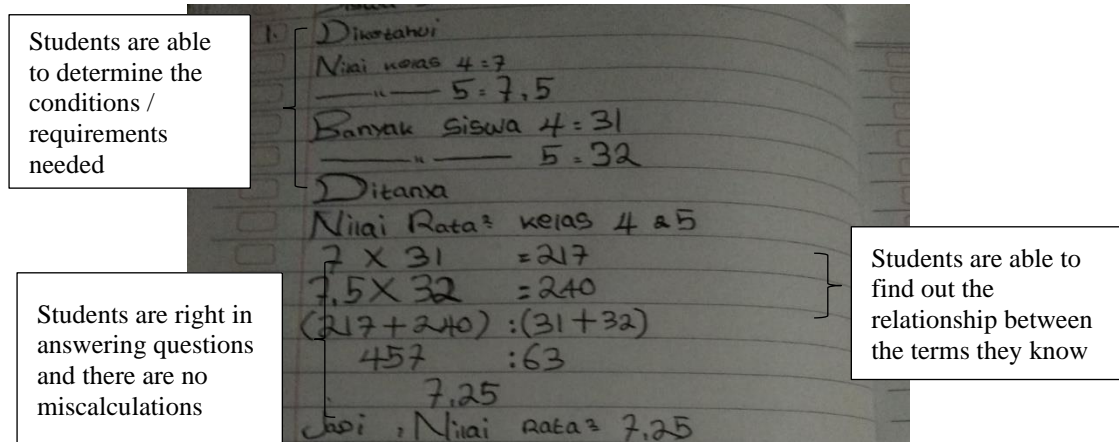 Students are able
to determine the
conditions /
requirements
needed
1. Diketahui
Nilai kelas 4 = 7
—— " —— 5 = 7,5
Banyak siswa 4 = 31
—— " —— 5 = 32
Ditanya
Nilai Rata² kelas 4 & 5
7 X 31 = 217
7,5 X 32 = 240
(217 + 240) : (31 + 32)
457 : 63
7,25
Jadi, Nilai Rata² 7,25
Students are right in
answering questions
and there are no
miscalculations
Students are able to
find out the
relationship between
the terms they know